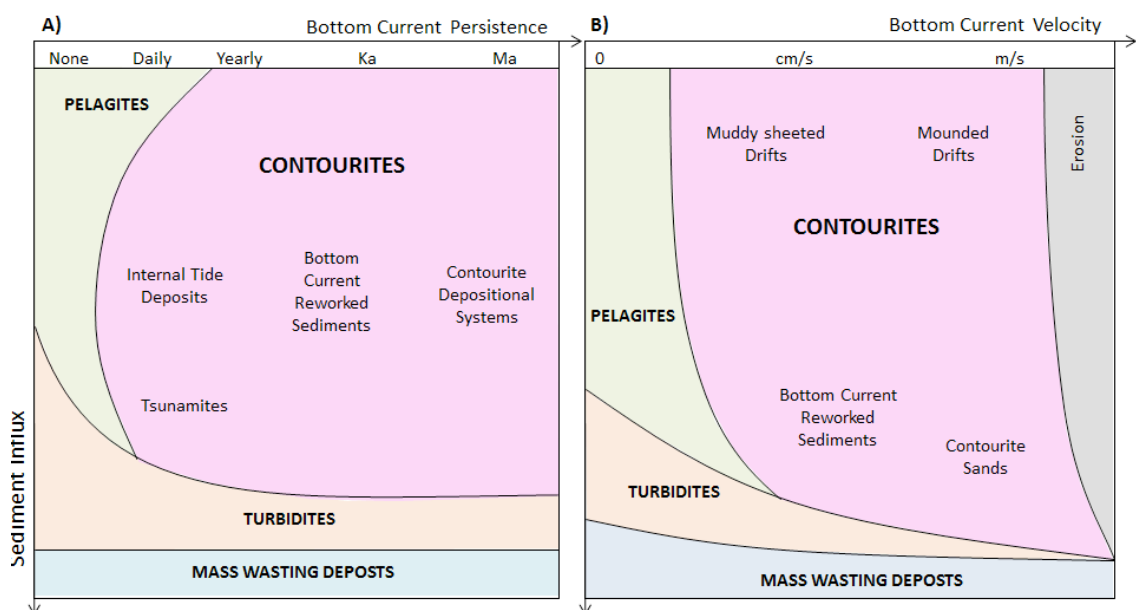 A)
Bottom Current Persistence
None Daily Yearly Ka Ma
PELAGITES
CONTOURITES
Internal Tide
Deposits
Bottom
Current
Reworked
Sediments
Contourite
Depositional
Systems
Tsunamites
TURBIDITES
MASS WASTING DEPOSTS
Sediment Influx
B)
Bottom Current Velocity
0 cm/s m/s
Muddy sheeted
Drifts
Mounded
Drifts
Erosion
CONTOURITES
PELAGITES
Bottom Current
Reworked
Sediments
Contourite
Sands
TURBIDITES
MASS WASTING DEPOSITS